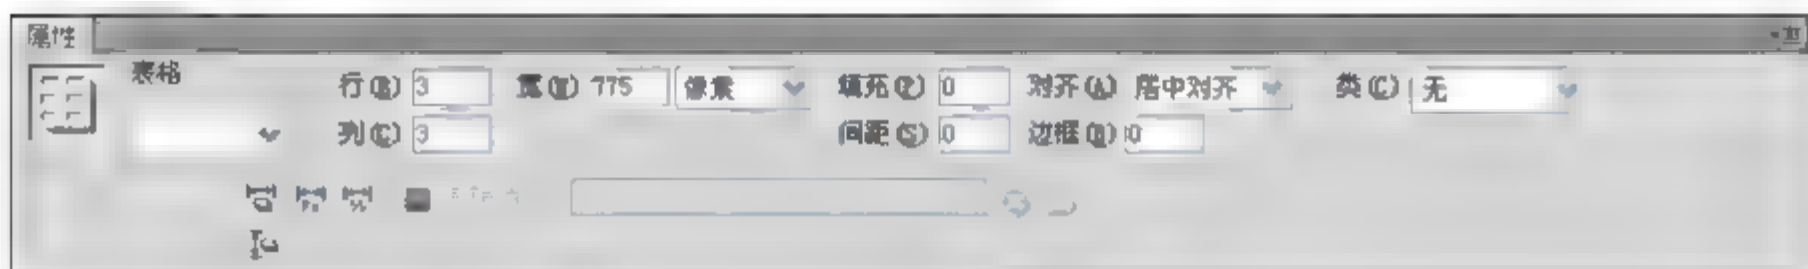 属性
表格 行(R) 3 宽(W) 775 像素 填充(P) 0 对齐(A) 居中对齐 类(C) 无
列(C) 3 间距(S) 0 边框(B) 0